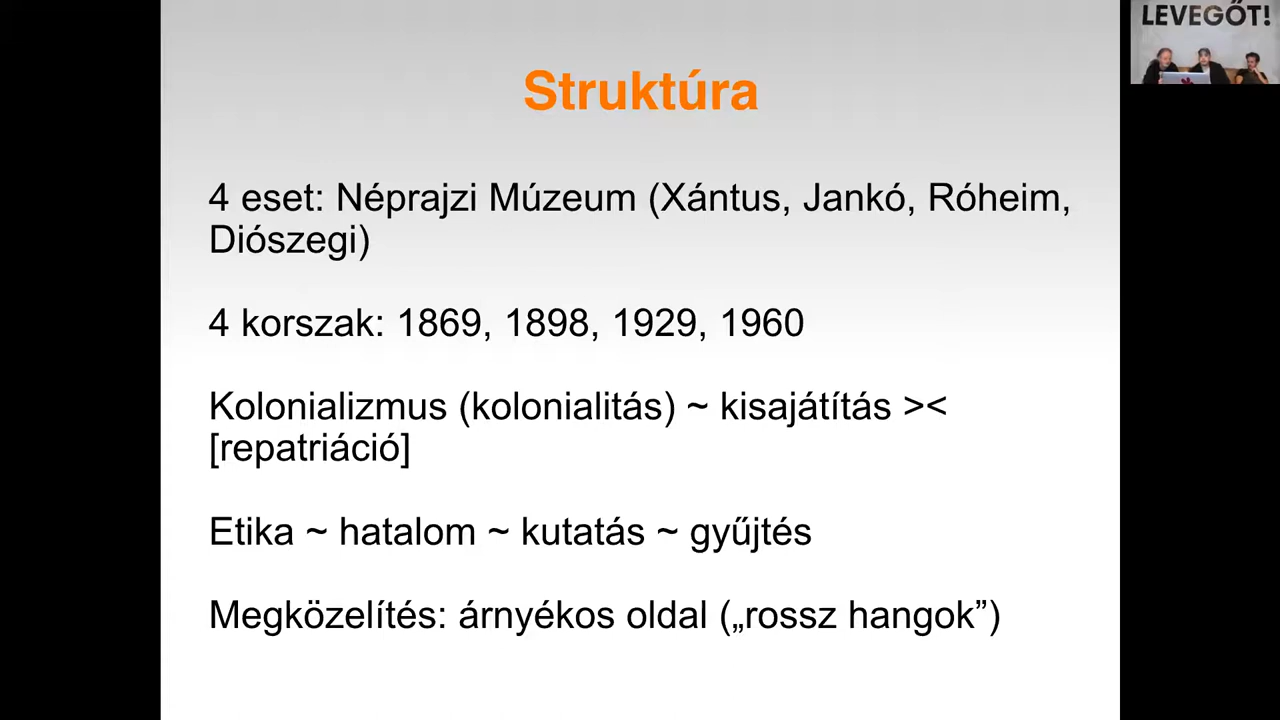 LEVEGŐT!
Struktúra
4 eset: Néprajzi Múzeum (Xántus, Jankó, Róheim,
Diószegi)
4 korszak: 1869, 1898, 1929, 1960
Kolonializmus (kolonialitás) ~ kisajátítás ><
[repatriáció]
Etika ~ hatalom ~ kutatás ~ gyűjtés
Megközelítés: árnyékos oldal („rossz hangok”)